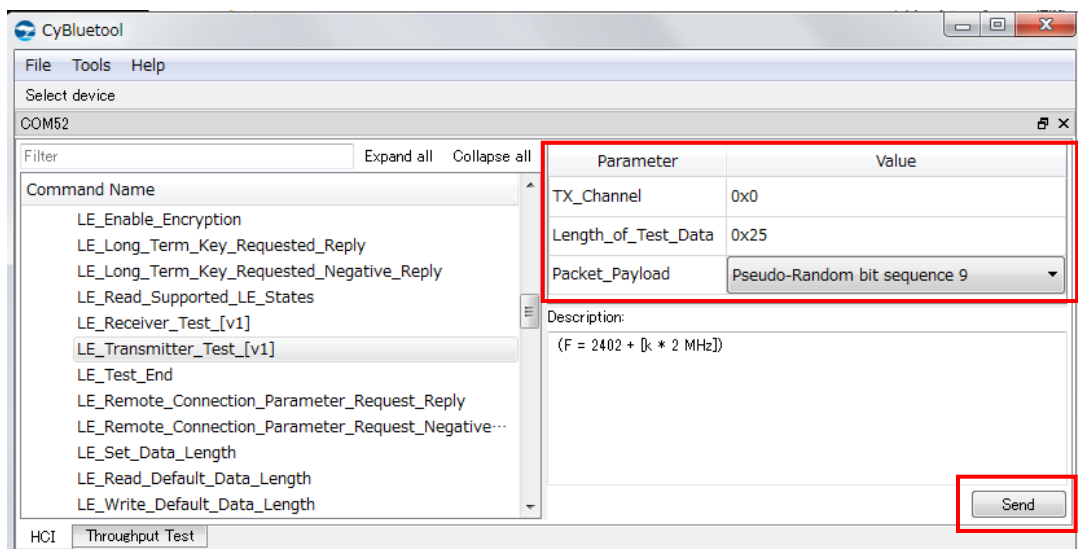 CyBluetool
File Tools Help
Select device
COM52
Filter Expand all Collapse all
Command Name
LE_Enable_Encryption
LE_Long_Term_Key_Requested_Reply
LE_Long_Term_Key_Requested_Negative_Reply
LE_Read_Supported_LE_States
LE_Receiver_Test_[v1]
LE_Transmitter_Test_[v1]
LE_Test_End
LE_Remote_Connection_Parameter_Request_Reply
LE_Remote_Connection_Parameter_Request_Negative···
LE_Set_Data_Length
LE_Read_Default_Data_Length
LE_Write_Default_Data_Length
Parameter Value
TX_Channel 0x0
Length_of_Test_Data 0x25
Packet_Payload Pseudo-Random bit sequence 9
Description:
(F = 2402 + [k * 2 MHz])
Send
HCI Throughput Test